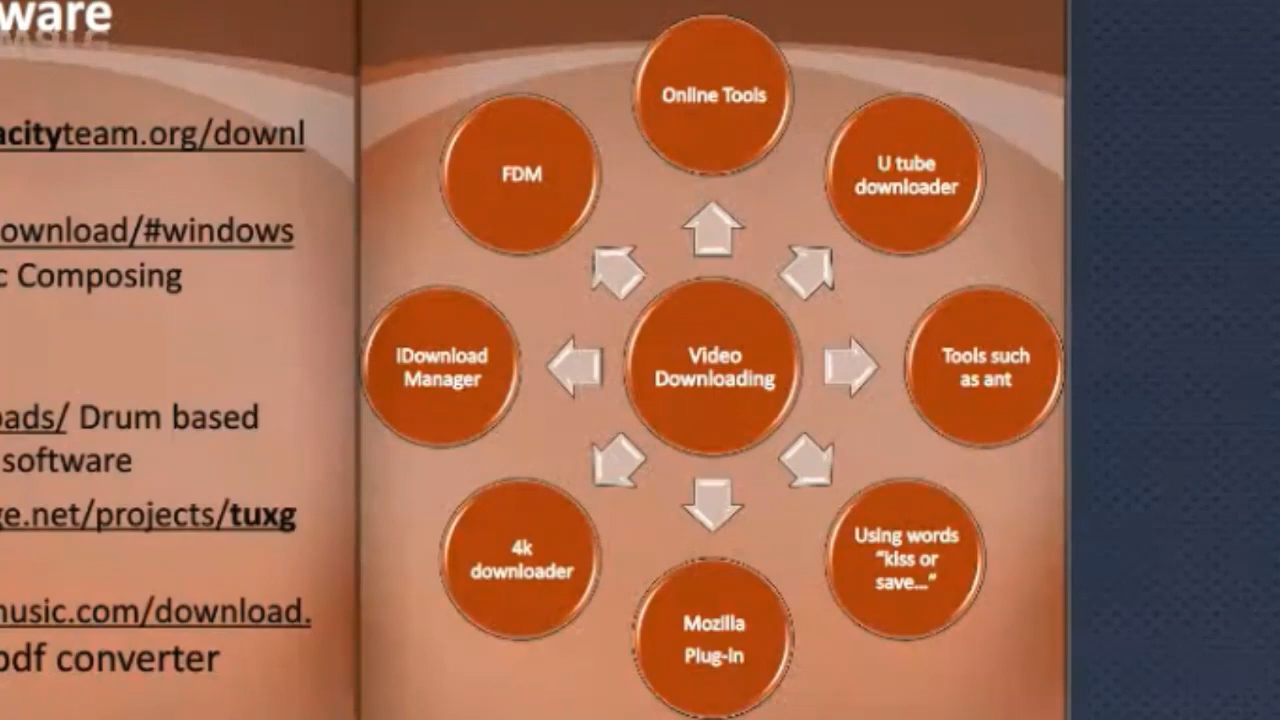 ware
acityteam.org/downl
ownload/#windows
c Composing
oads/ Drum based
software
ge.net/projects/tuxg
music.com/download.
pdf converter
Online Tools
U tube
downloader
Tools such
as ant
Using words
"kiss or
save..."
Mozilla
Plug-in
4k
downloader
IDownload
Manager
FDM
Video
Downloading